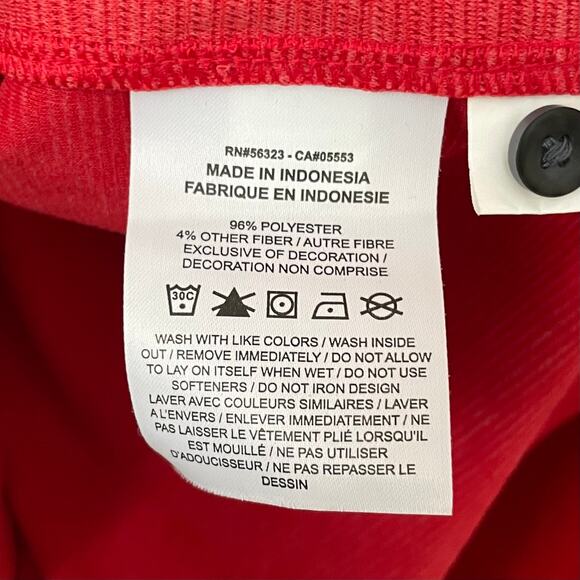 RN#56323 - CA#05553
MADE IN INDONESIA
FABRIQUE EN INDONESIE
96% POLYESTER
4% OTHER FIBER / AUTRE FIBRE
EXCLUSIVE OF DECORATION /
DECORATION NON COMPRISE
30C
WASH WITH LIKE COLORS / WASH INSIDE
OUT / REMOVE IMMEDIATELY / DO NOT ALLOW
TO LAY ON ITSELF WHEN WET / DO NOT USE
SOFTENERS / DO NOT IRON DESIGN
LAVER AVEC COULEURS SIMILAIRES / LAVER
A L'ENVERS / ENLEVER IMMEDIATEMENT / NE
PAS LAISSER LE VÊTEMENT PLIÉ LORSQU'IL
EST MOUILLÉ / NE PAS UTILISER
D'ADOUCISSEUR / NE PAS REPASSER LE
DESSIN